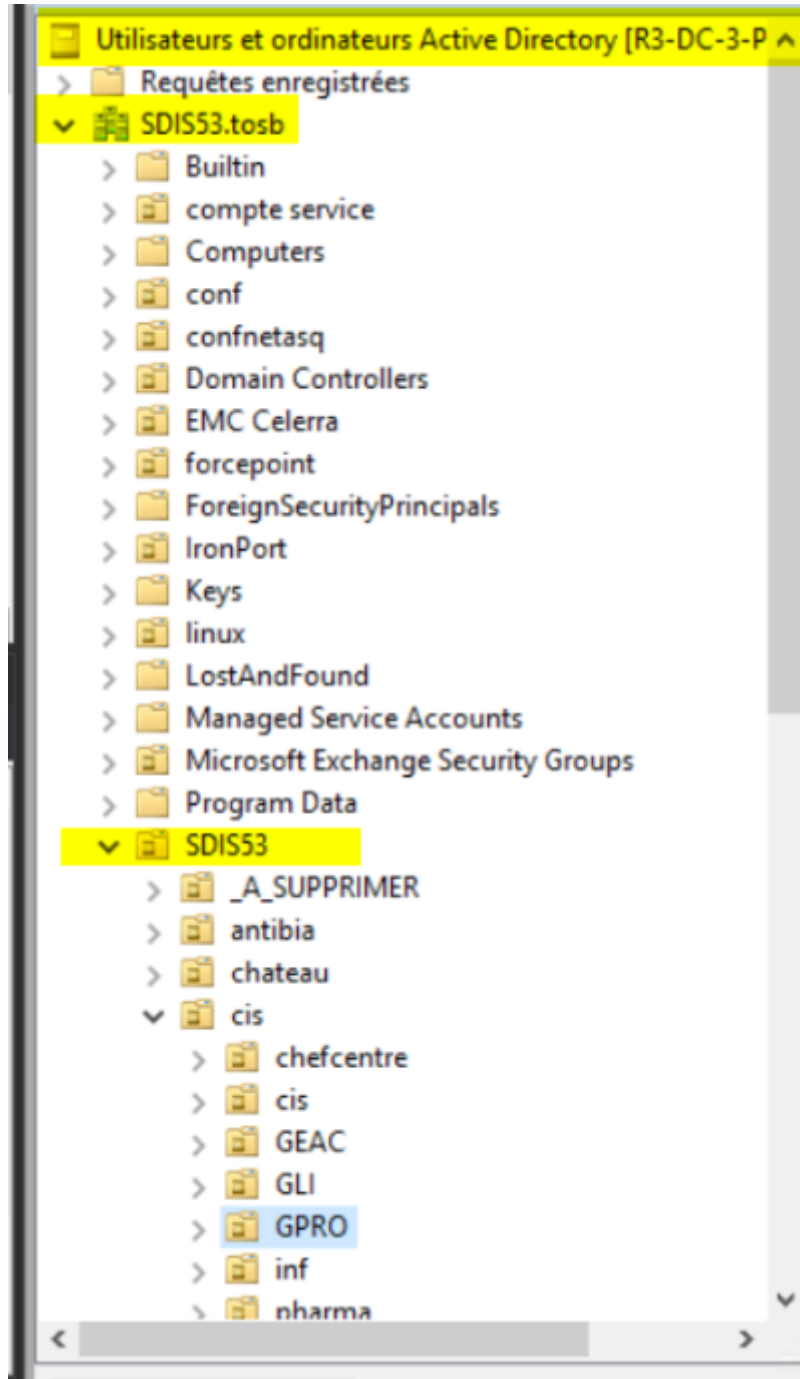 Utilisateurs et ordinateurs Active Directory [R3-DC-3-P
Requêtes enregistrées
SDIS53.tosb
Builtin
compte service
Computers
conf
confnetasq
Domain Controllers
EMC Celerra
forcepoint
ForeignSecurityPrincipals
IronPort
Keys
linux
LostAndFound
Managed Service Accounts
Microsoft Exchange Security Groups
Program Data
SDIS53
_A_SUPPRIMER
antibia
chateau
cis
chefcentre
cis
GEAC
GLI
GPRO
inf
pharma